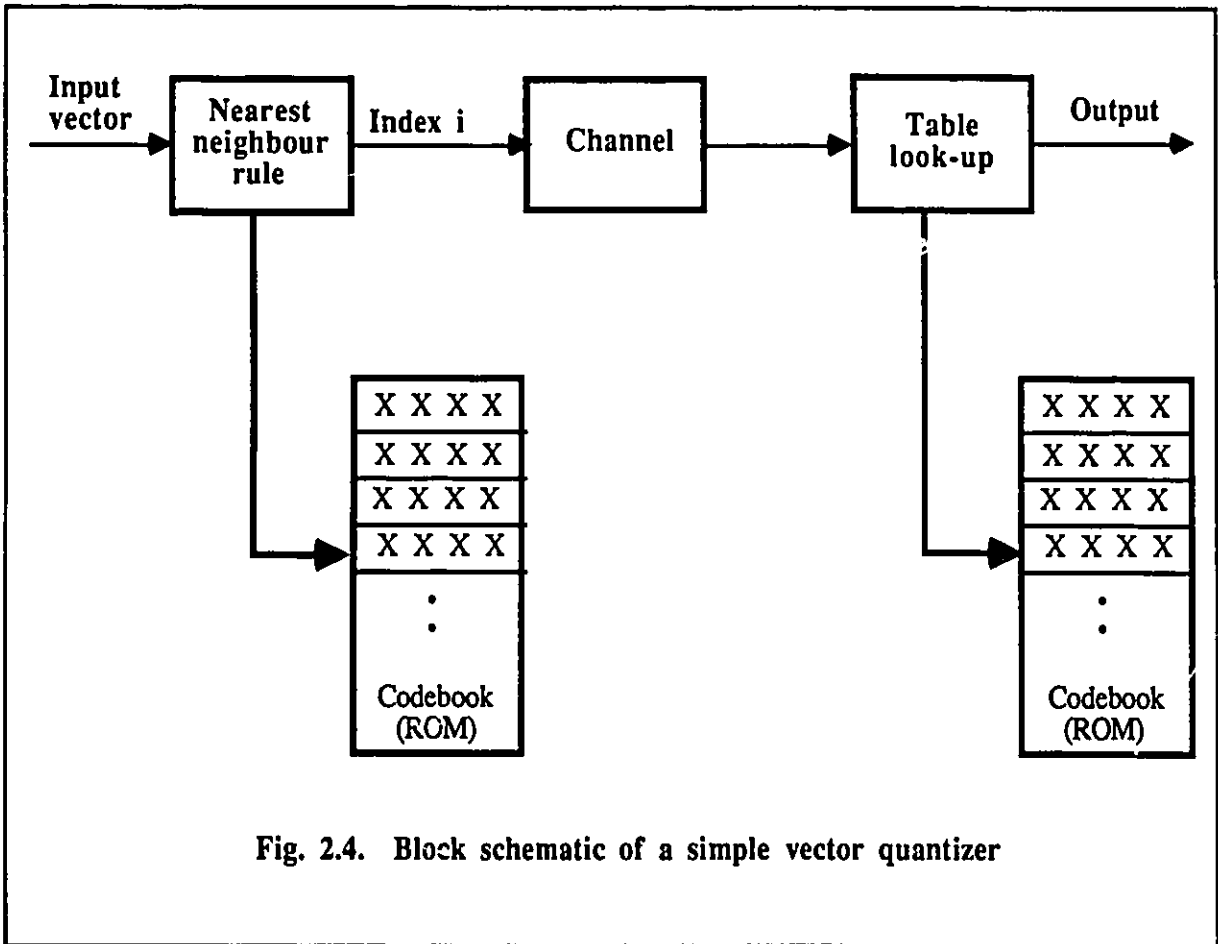 Input
vector
Nearest
neighbour
rule
Index i
Channel
Table
look-up
Output
X X X X
X X X X
X X X X
X X X X
Codebook
(ROM)
X X X X
X X X X
X X X X
X X X X
Codebook
(ROM)
Fig. 2.4. Block schematic of a simple vector quantizer